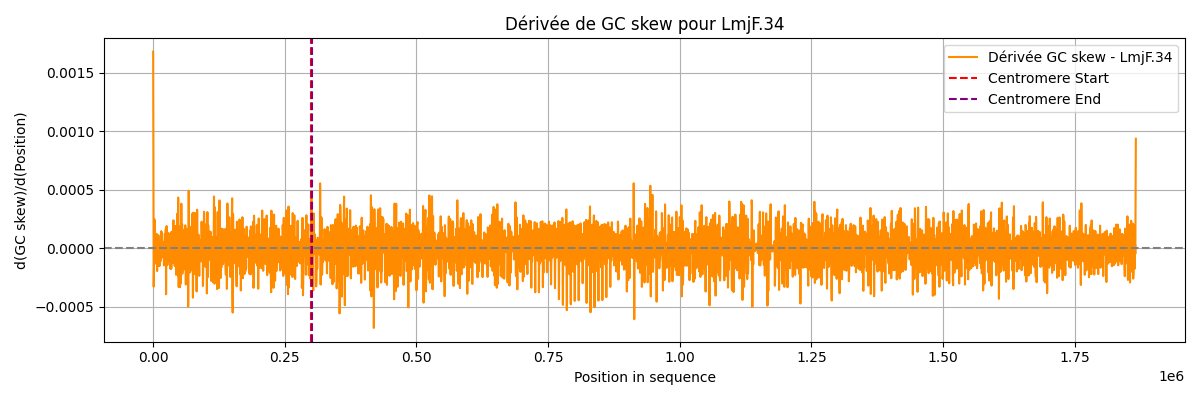 Dérivée de GC skew pour LmjF.34
d(GC skew)/d(Position)
0.0015
0.0010
0.0005
0.0000
−0.0005
Dérivée GC skew - LmjF.34
Centromere Start
Centromere End
0.00 0.25 0.50 0.75 1.00 1.25 1.50 1.75
1e6
Position in sequence